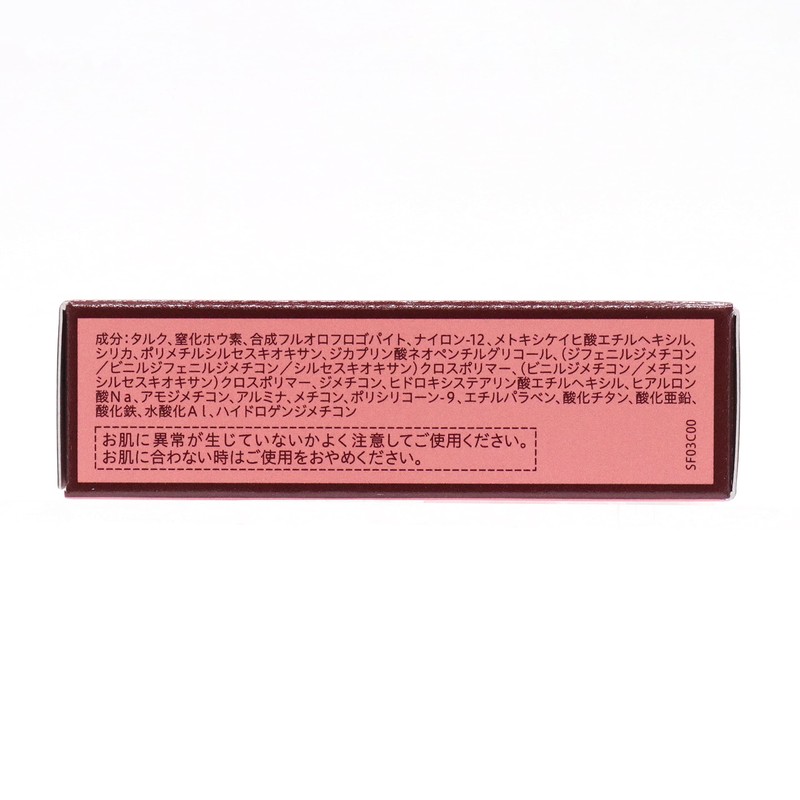 成分:タルク、窒化ホウ素、合成フルオロフロゴパイト、ナイロン-12、メトキシケイヒ酸エチルヘキシル、
シリカ、ポリメチルシルセスキオキサン、ジカプリン酸ネオペンチルグリコール、(ジフェニルジメチコン
/ビニルジフェニルジメチコン/シルセスキオキサン)クロスポリマー、(ビニルジメチコン/メチコン
シルセスキオキサン)クロスポリマー、ジメチコン、ヒドロキシステアリン酸エチルヘキシル、ヒアルロン
酸Na、アモジメチコン、アルミナ、メチコン、ポリシリコーン-9、エチルパラベン、酸化チタン、酸化亜鉛、
酸化鉄、水酸化Al、ハイドロゲンジメチコン
お肌に異常が生じていないかよく注意してご使用ください。
お肌に合わない時はご使用をおやめください。
SF03C00